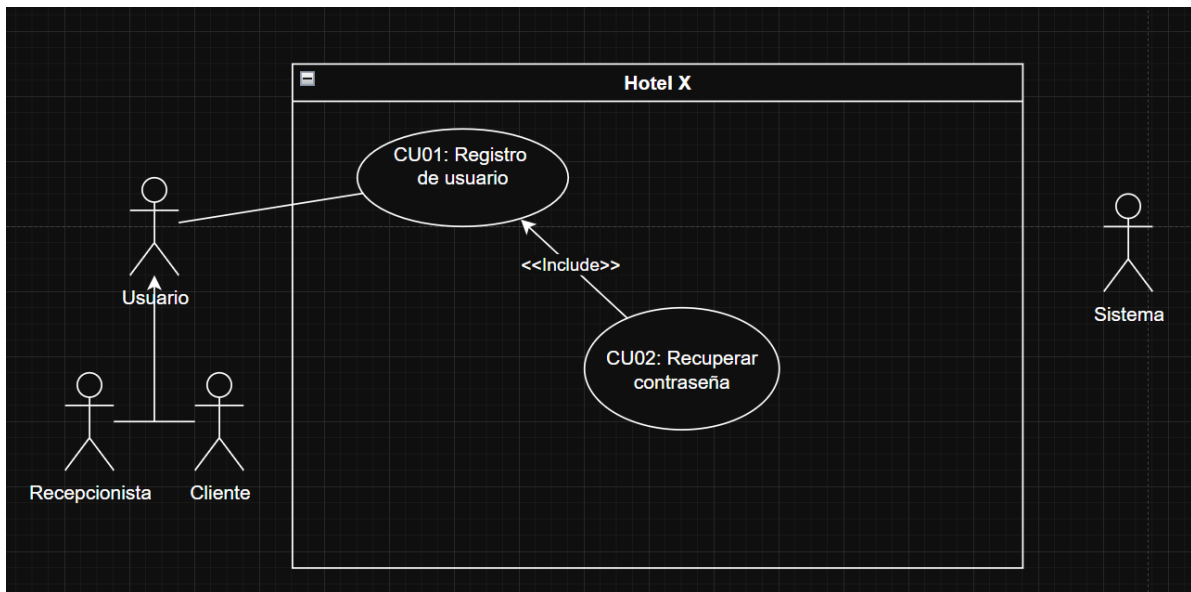 Hotel X
CU01: Registro
de usuario
<<Include>>
Usuario
Sistema
CU02: Recuperar
contraseña
Recepcionista
Cliente